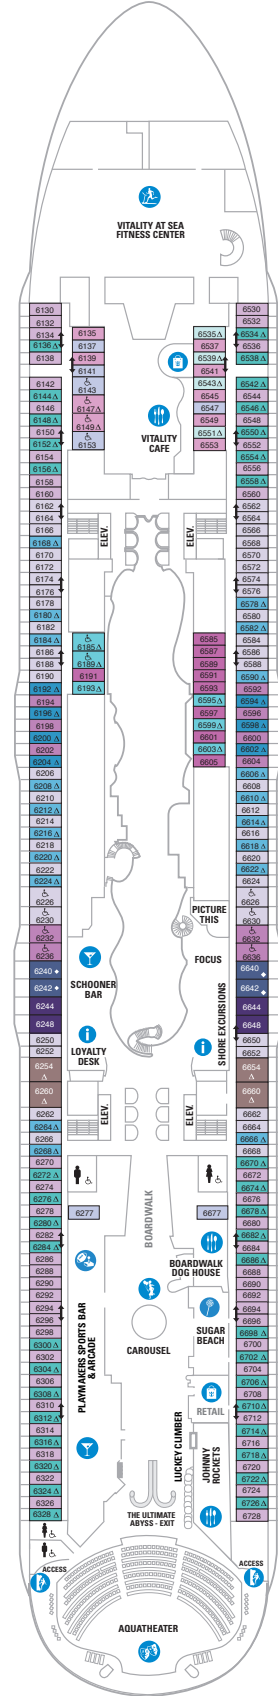 VITALITY AT SEA
FITNESS CENTER
6130
6132
6134
6136 Δ
6138
6142
6144 Δ
6146
6148 Δ
6150
6152 Δ
6154
6156 Δ
6158
6160
6162
6164
6166
6168 Δ
6170
6172
6174
6176
6178
6180 Δ
6182
6184 Δ
6186
6188
6190
6192 Δ
6194
6196 Δ
6198
6200 Δ
6202
6204 Δ
6206
6208 Δ
6210
6212 Δ
6214
6216 Δ
6218
6220 Δ
6222
6224 Δ
6226
6230
6232
6236
6240
6242
6244
6248
6250
6252
6254
Δ
6260
Δ
6262
6264 Δ
6266
6268 Δ
6270
6272 Δ
6274
6276 Δ
6278
6280 Δ
6282
6284 Δ
6286
6288
6290
6292
6294
6296
6298
6300 Δ
6302
6304 Δ
6306
6308 Δ
6310
6312 Δ
6314
6316 Δ
6318
6320 Δ
6322
6324 Δ
6326
6328 Δ
6135
6137
6139
6141
6143
6147 Δ
6149 Δ
6153
6185 Δ
6189 Δ
6191
6193 Δ
6277
VITALITY
CAFE
ELEV.
ELEV.
6535 Δ
6537
6539 Δ
6541
6543 Δ
6545
6547
6549
6551 Δ
6553
6585
6587
6589
6591
6593
6595 Δ
6597
6599 Δ
6601
6603 Δ
6605
6677
6530
6532
6534 Δ
6536
6538 Δ
6542 Δ
6544
6546 Δ
6548
6550 Δ
6552
6554 Δ
6556
6558 Δ
6560
6562
6564
6566
6568
6570
6572
6574
6576
6578 Δ
6580
6582 Δ
6584
6586
6588
6590 Δ
6592
6594 Δ
6596
6598 Δ
6600
6602 Δ
6604
6606 Δ
6608
6610 Δ
6612
6614 Δ
6616
6618 Δ
6620
6622 Δ
6624
6626
6630
6632
6636
6640
6642
6644
6648
6650
6652
6654
Δ
6660
Δ
6662
6664
6666 Δ
6668
6670 Δ
6672
6674 Δ
6676
6678 Δ
6680
6682 Δ
6684
6686 Δ
6688
6690
6692
6694
6696
6698 Δ
6700
6702 Δ
6704
6706 Δ
6708
6710 Δ
6712
6714 Δ
6716
6718 Δ
6720
6722 Δ
6724
6726 Δ
6728
PICTURE
THIS
FOCUS
SCHOONER
BAR
LOYALTY
DESK
SHORE EXCURSIONS
ELEV.
ELEV.
BOARDWALK
BOARDWALK
DOG HOUSE
PLAYMAKERS SPORTS BAR
& ARCADE
CAROUSEL
SUGAR
BEACH
RETAIL
LUCKEY CLIMBER
JOHNNY
ROCKETS
THE ULTIMATE
ABYSS - EXIT
ACCESS
ACCESS
AQUATHEATER